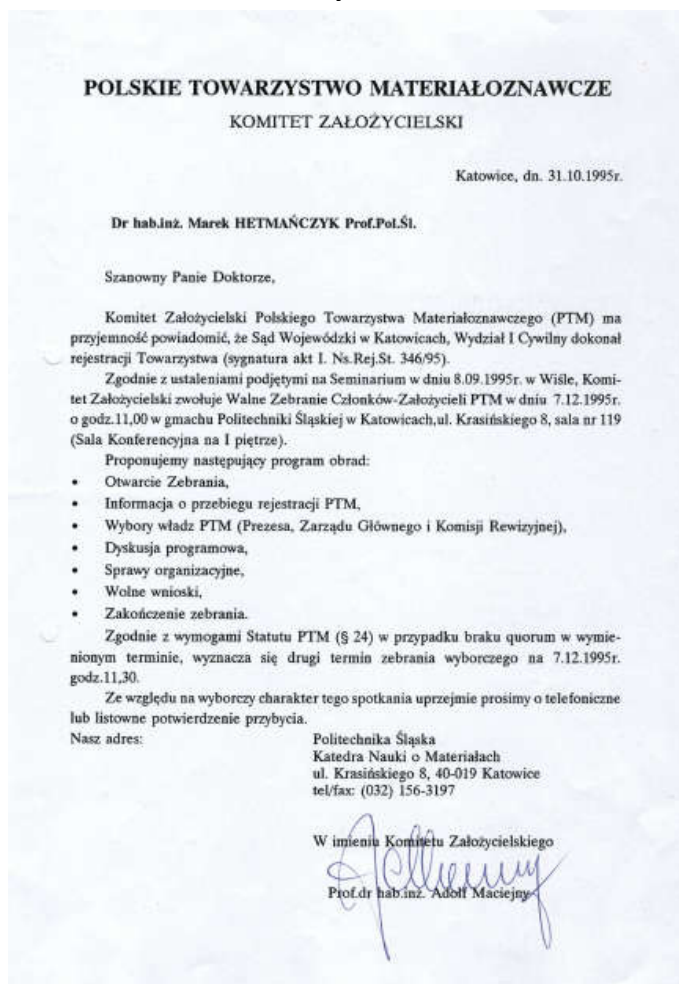 POLSKIE TOWARZYSTWO MATERIAŁOZNAWCZE
KOMITET ZAŁOŻYCIELSKI
Katowice, dn. 31.10.1995r.
Dr hab.inż. Marek HETMAŃCZYK Prof.Pol.Śl.
Szanowny Panie Doktorze,
Komitet Założycielski Polskiego Towarzystwa Materiałoznawczego (PTM) ma
przyjemność powiadomić, że Sąd Wojewódzki w Katowicach, Wydział I Cywilny dokonał
rejestracji Towarzystwa (sygnatura akt I. Ns.Rej.St. 346/95).
Zgodnie z ustaleniami podjętymi na Seminarium w dniu 8.09.1995r. w Wiśle, Komi-
tet Założycielski zwołuje Walne Zebranie Członków-Założycieli PTM w dniu 7.12.1995r.
o godz.11,00 w gmachu Politechniki Śląskiej w Katowicach,ul. Krasińskiego 8, sala nr 119
(Sala Konferencyjna na I piętrze).
Proponujemy następujący program obrad:
• Otwarcie Zebrania,
• Informacja o przebiegu rejestracji PTM,
• Wybory władz PTM (Prezesa, Zarządu Głównego i Komisji Rewizyjnej),
• Dyskusja programowa,
• Sprawy organizacyjne,
• Wolne wnioski,
• Zakończenie zebrania.
Zgodnie z wymogami Statutu PTM (§ 24) w przypadku braku quorum w wymie-
nionym terminie, wyznacza się drugi termin zebrania wyborczego na 7.12.1995r.
godz.11,30.
Ze względu na wyborczy charakter tego spotkania uprzejmie prosimy o telefoniczne
lub listowne potwierdzenie przybycia.
Nasz adres: Politechnika Śląska
Katedra Nauki o Materiałach
ul. Krasińskiego 8, 40-019 Katowice
tel/fax: (032) 156-3197
W imieniu Komitetu Założycielskiego
Prof.dr hab.inż. Adolf Maciejny